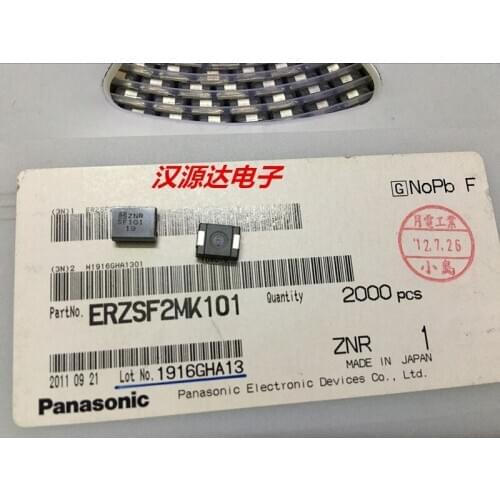 汉源达电子
GNoPb F
(3N)1 ERZSF2MK101
ZNR
SF101
19
月電工業
'12.7.26
小島
(3N)2 H1916GHA1301
PartNo. ERZSF2MK101 Quantity 2000 pcs
ZNR 1
MADE IN JAPAN
2011 09 21 Lot No. 1916GHA13
Panasonic Panasonic Electronic Devices Co., Ltd.